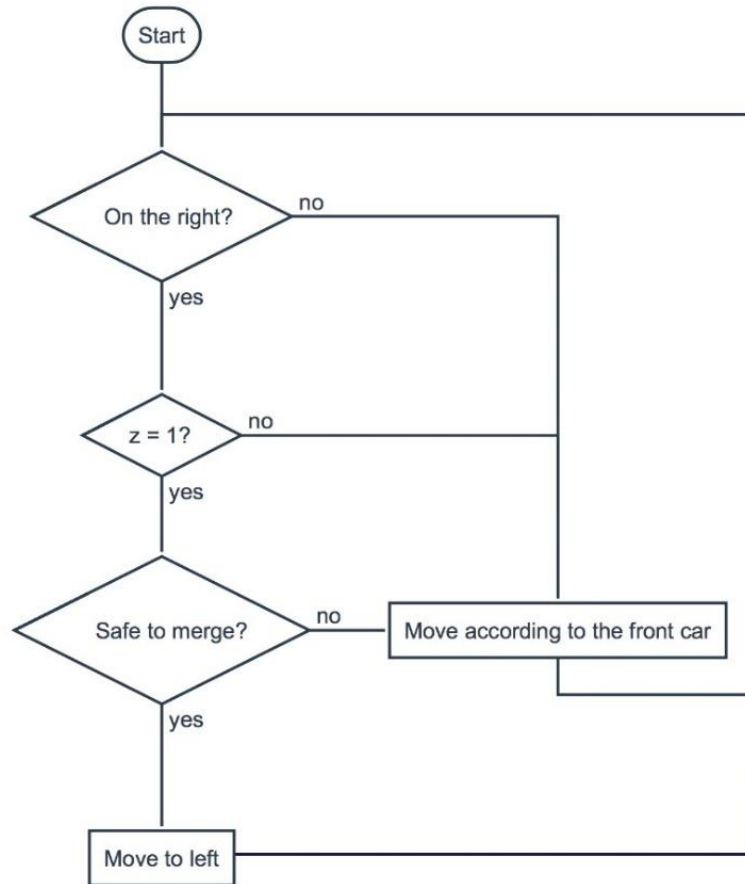 Start
On the right?
no
yes
z = 1?
no
yes
Safe to merge?
no
Move according to the front car
yes
Move to left